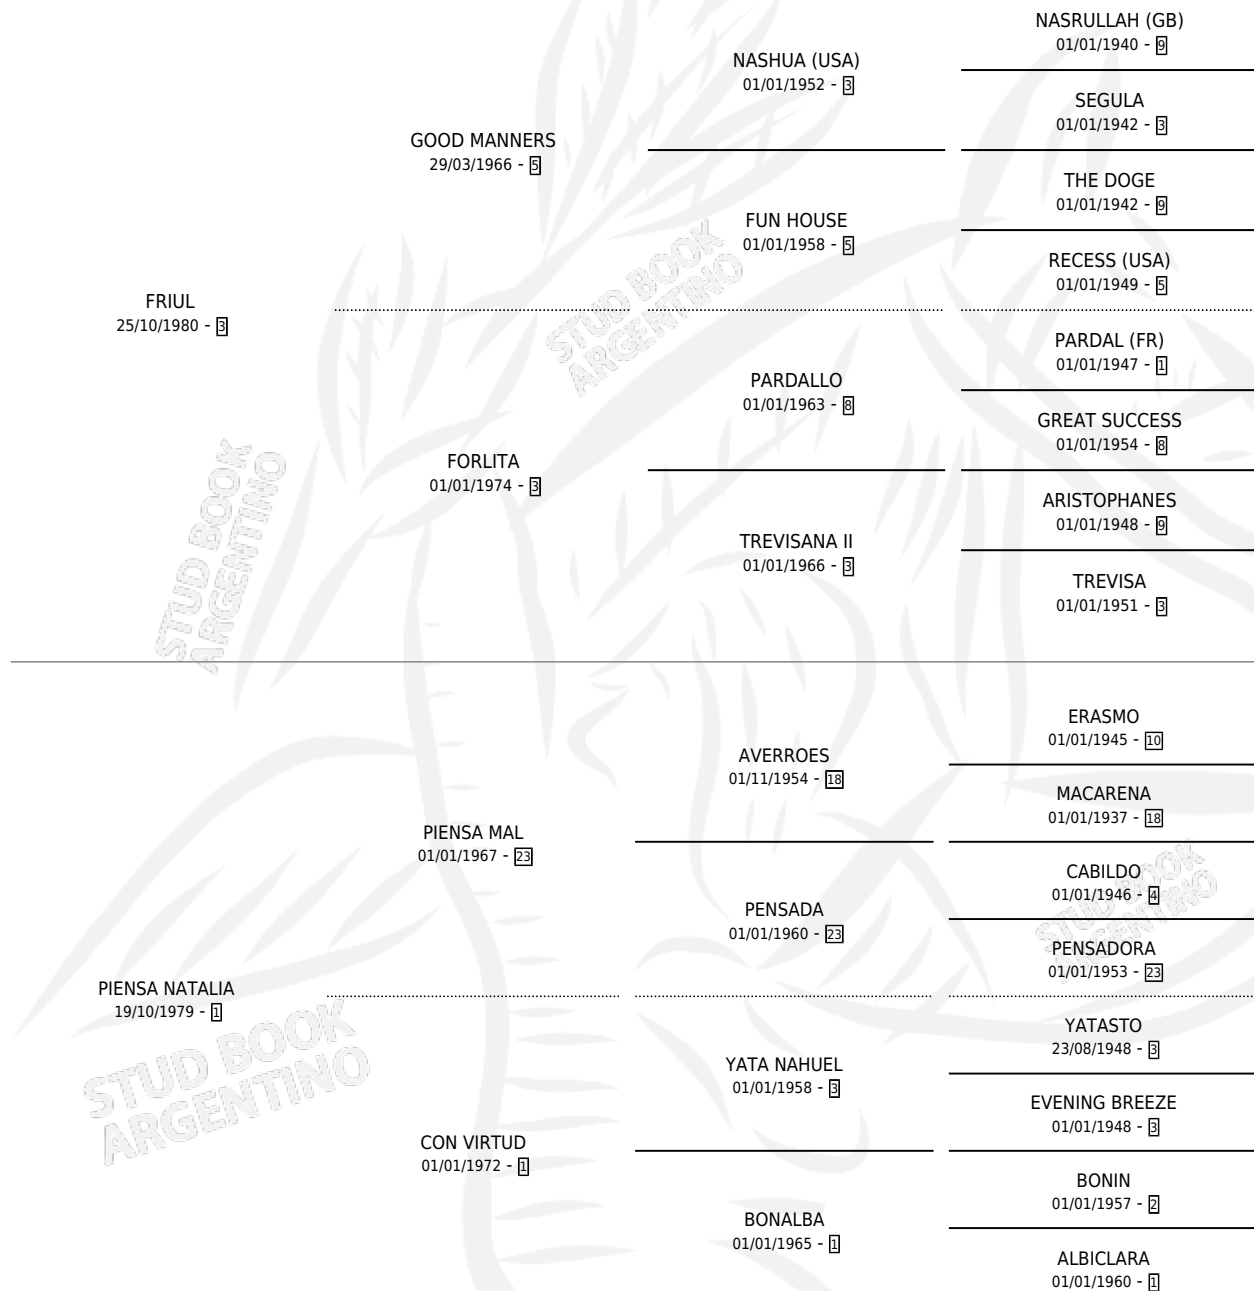 NASRULLAH (GB)
01/01/1940 - 9
NASHUA (USA)
01/01/1952 - 3
SEGULA
01/01/1942 - 3
GOOD MANNERS
29/03/1966 - 5
THE DOGE
01/01/1942 - 9
FUN HOUSE
01/01/1958 - 5
RECESS (USA)
01/01/1949 - 5
FRIUL
25/10/1980 - 3
PARDAL (FR)
01/01/1947 - 1
PARDALLO
01/01/1963 - 8
GREAT SUCCESS
01/01/1954 - 8
FORLITA
01/01/1974 - 3
ARISTOPHANES
01/01/1948 - 9
TREVISANA II
01/01/1966 - 3
TREVISA
01/01/1951 - 3
ERASMO
01/01/1945 - 10
AVERROES
01/11/1954 - 18
MACARENA
01/01/1937 - 18
PIENSA MAL
01/01/1967 - 23
CABILDO
01/01/1946 - 4
PENSADA
01/01/1960 - 23
PENSADORA
01/01/1953 - 23
PIENSA NATALIA
19/10/1979 - 1
YATASTO
23/08/1948 - 3
YATA NAHUEL
01/01/1958 - 3
EVENING BREEZE
01/01/1948 - 3
CON VIRTUD
01/01/1972 - 1
BONIN
01/01/1957 - 2
BONALBA
01/01/1965 - 1
ALBICLARA
01/01/1960 - 1
STUD BOOK
ARGENTINO
STUD BOOK
ARGENTINO
STUD BOOK
ARGENTINO
STUD BOOK
ARGENTINO